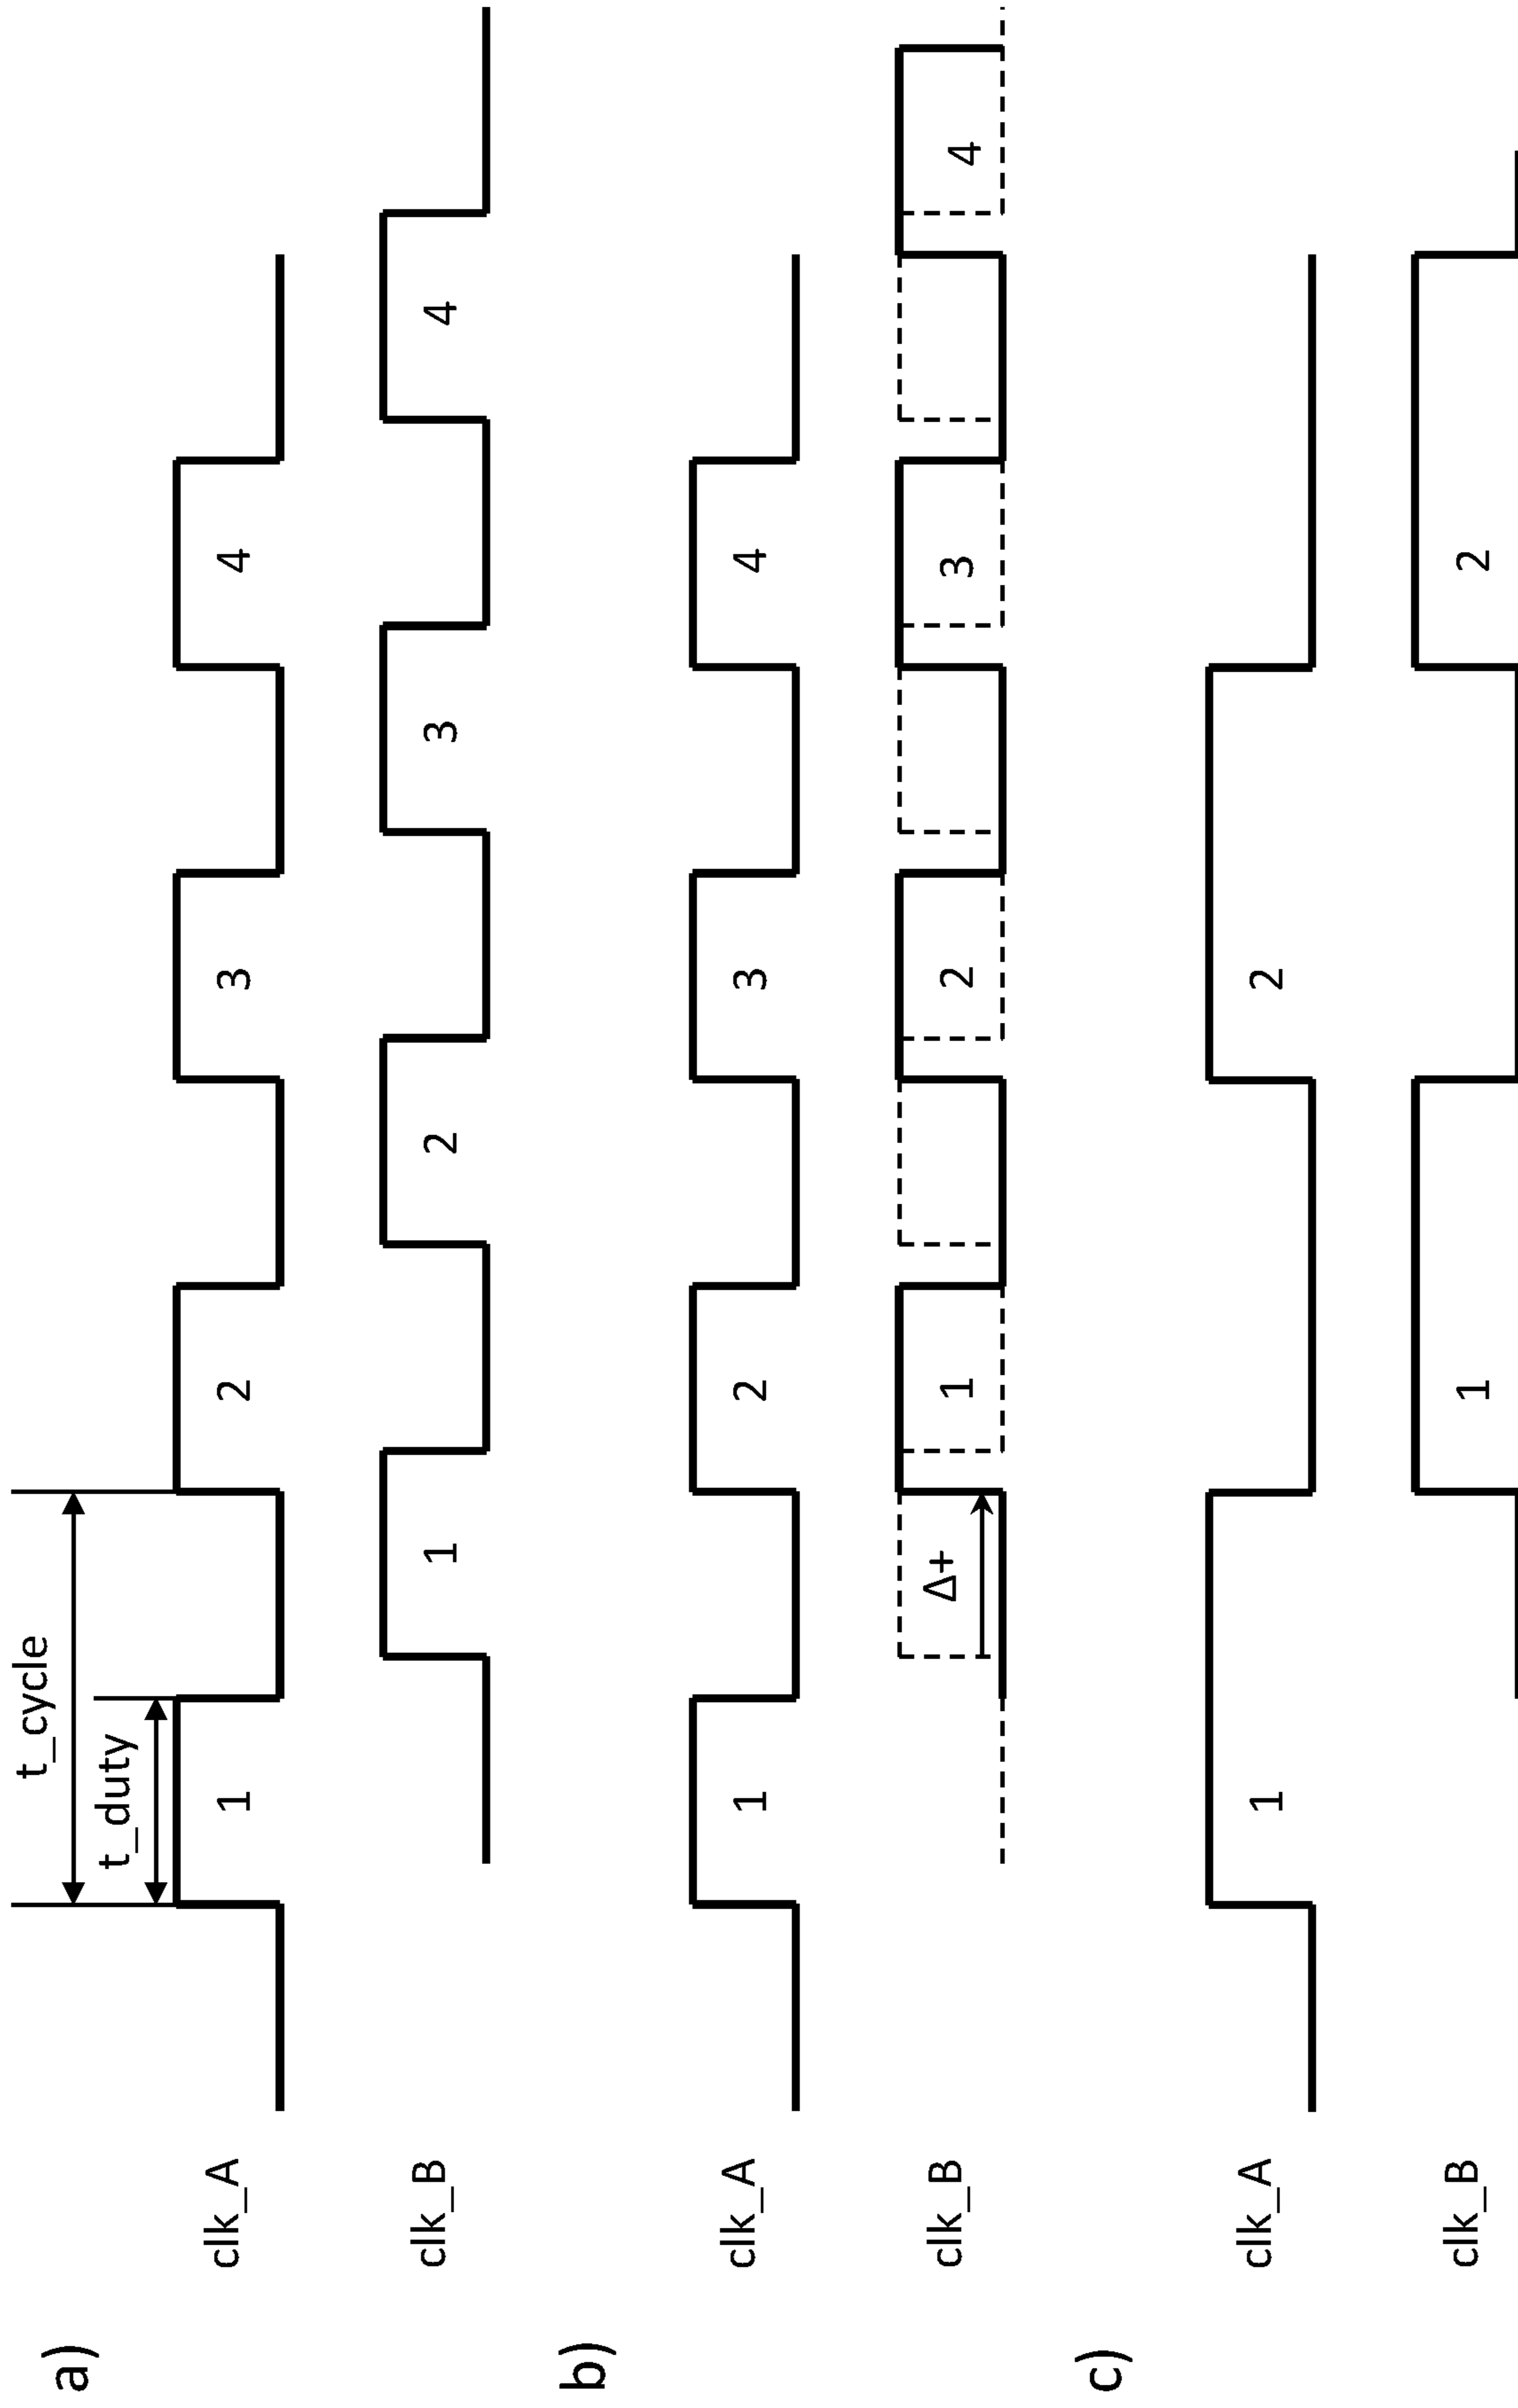 a)
t_cycle
t_duty
clk_A 1 2 3 4
clk_B 1 2 3 4
b)
clk_A 1 2 3 4
clk_B Δ+ 1 2 3 4
c)
clk_A 1 2
clk_B 1 2